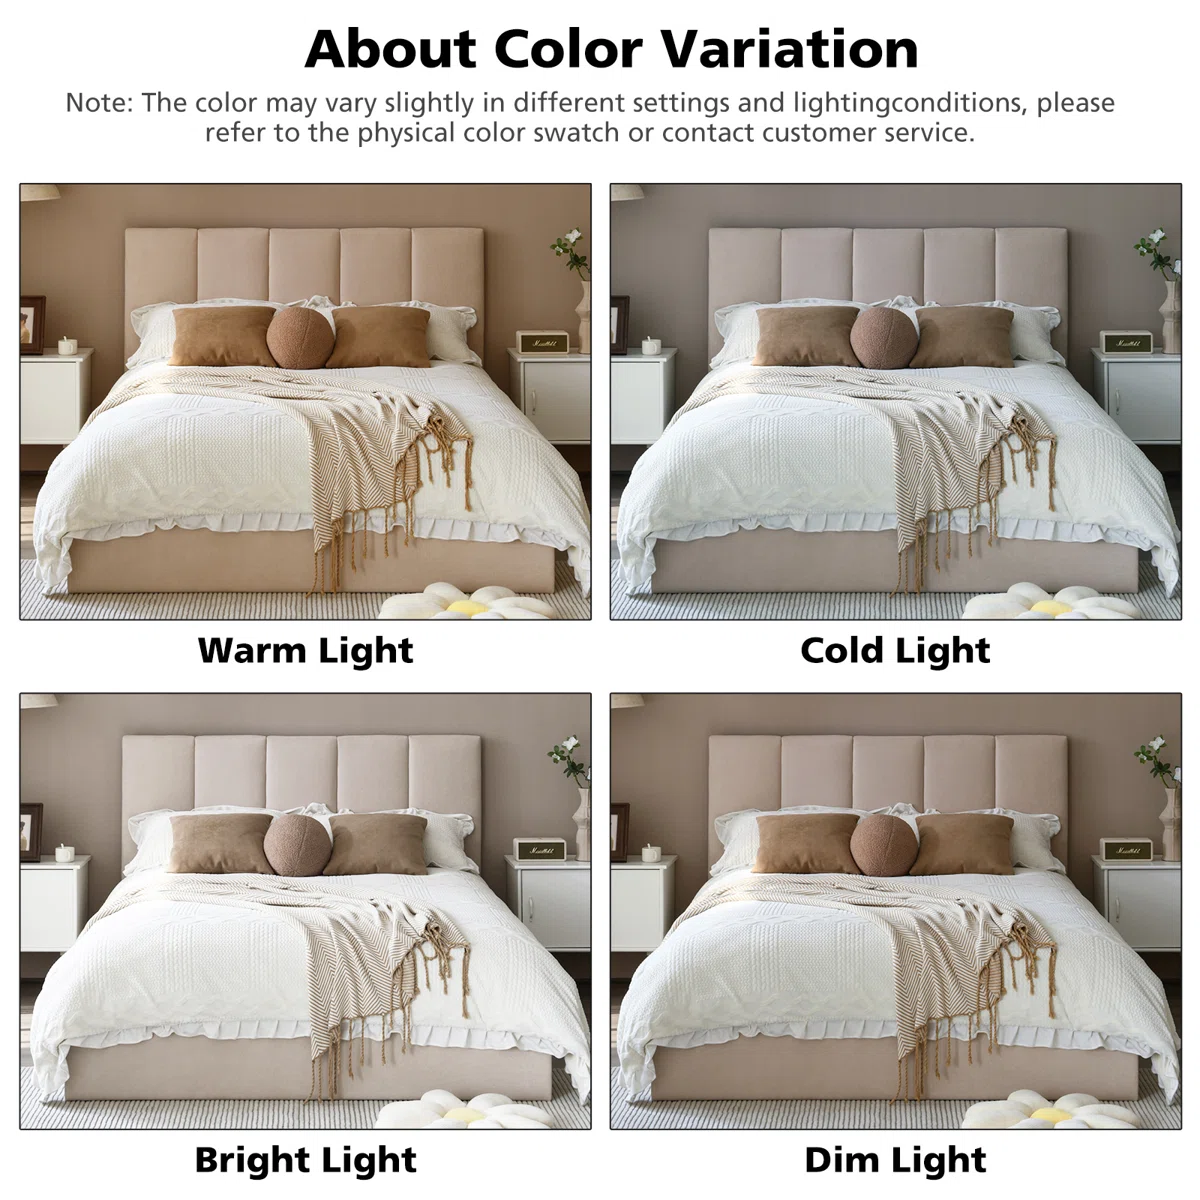 About Color Variation
Note: The color may vary slightly in different settings and lightingconditions, please
refer to the physical color swatch or contact customer service.
Warm Light
Cold Light
Bright Light
Dim Light